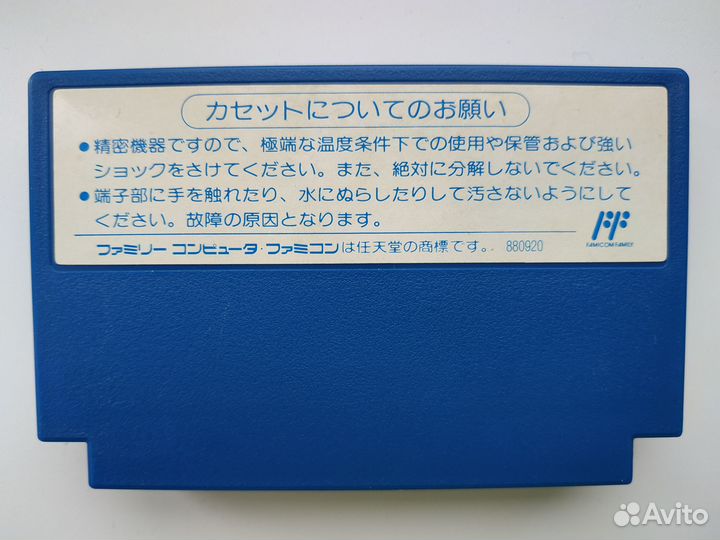 カセットについてのお願い
●精密機器ですので、極端な温度条件下での使用や保管および強い
ショックをさけてください。また、絶対に分解しないでください。
●端子部に手を触れたり、水にぬらしたりして汚さないようにして
ください。故障の原因となります。
FAMICOM FAMILY
ファミリーコンピュータ・ファミコンは任天堂の商標です。. 880920
Avito